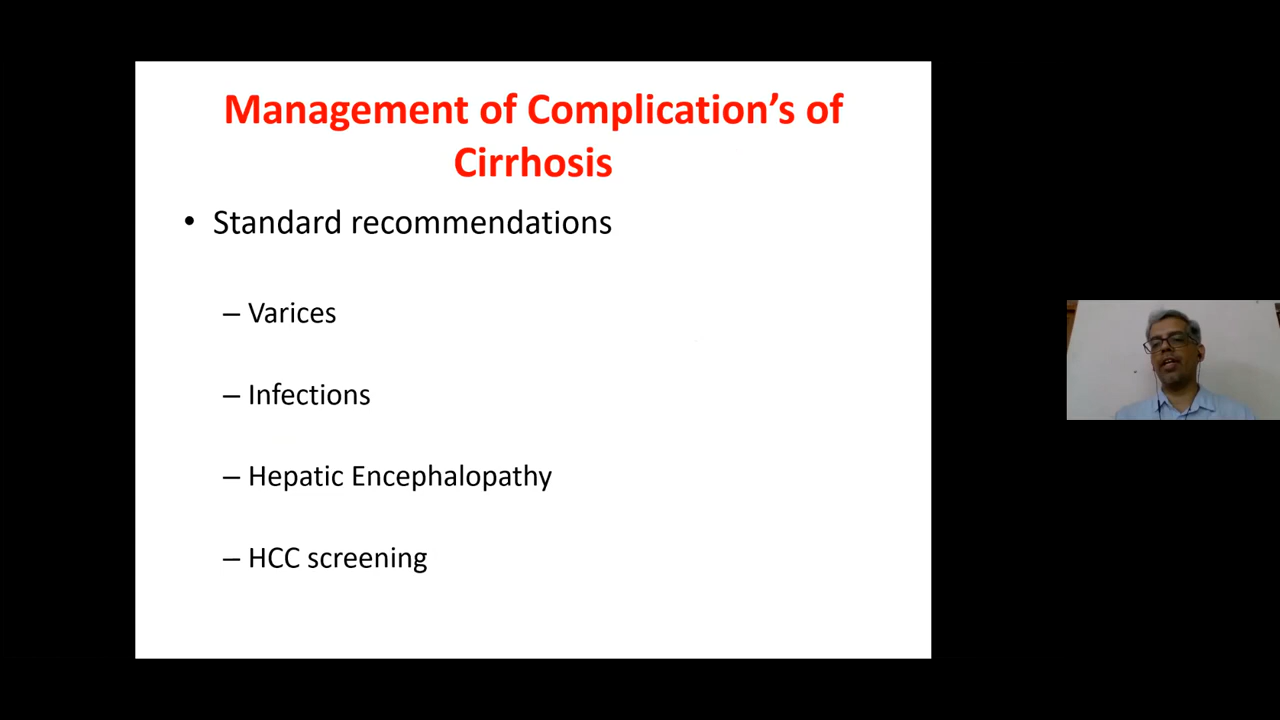 Management of Complication’s of
Cirrhosis
• Standard recommendations
– Varices
– Infections
– Hepatic Encephalopathy
– HCC screening